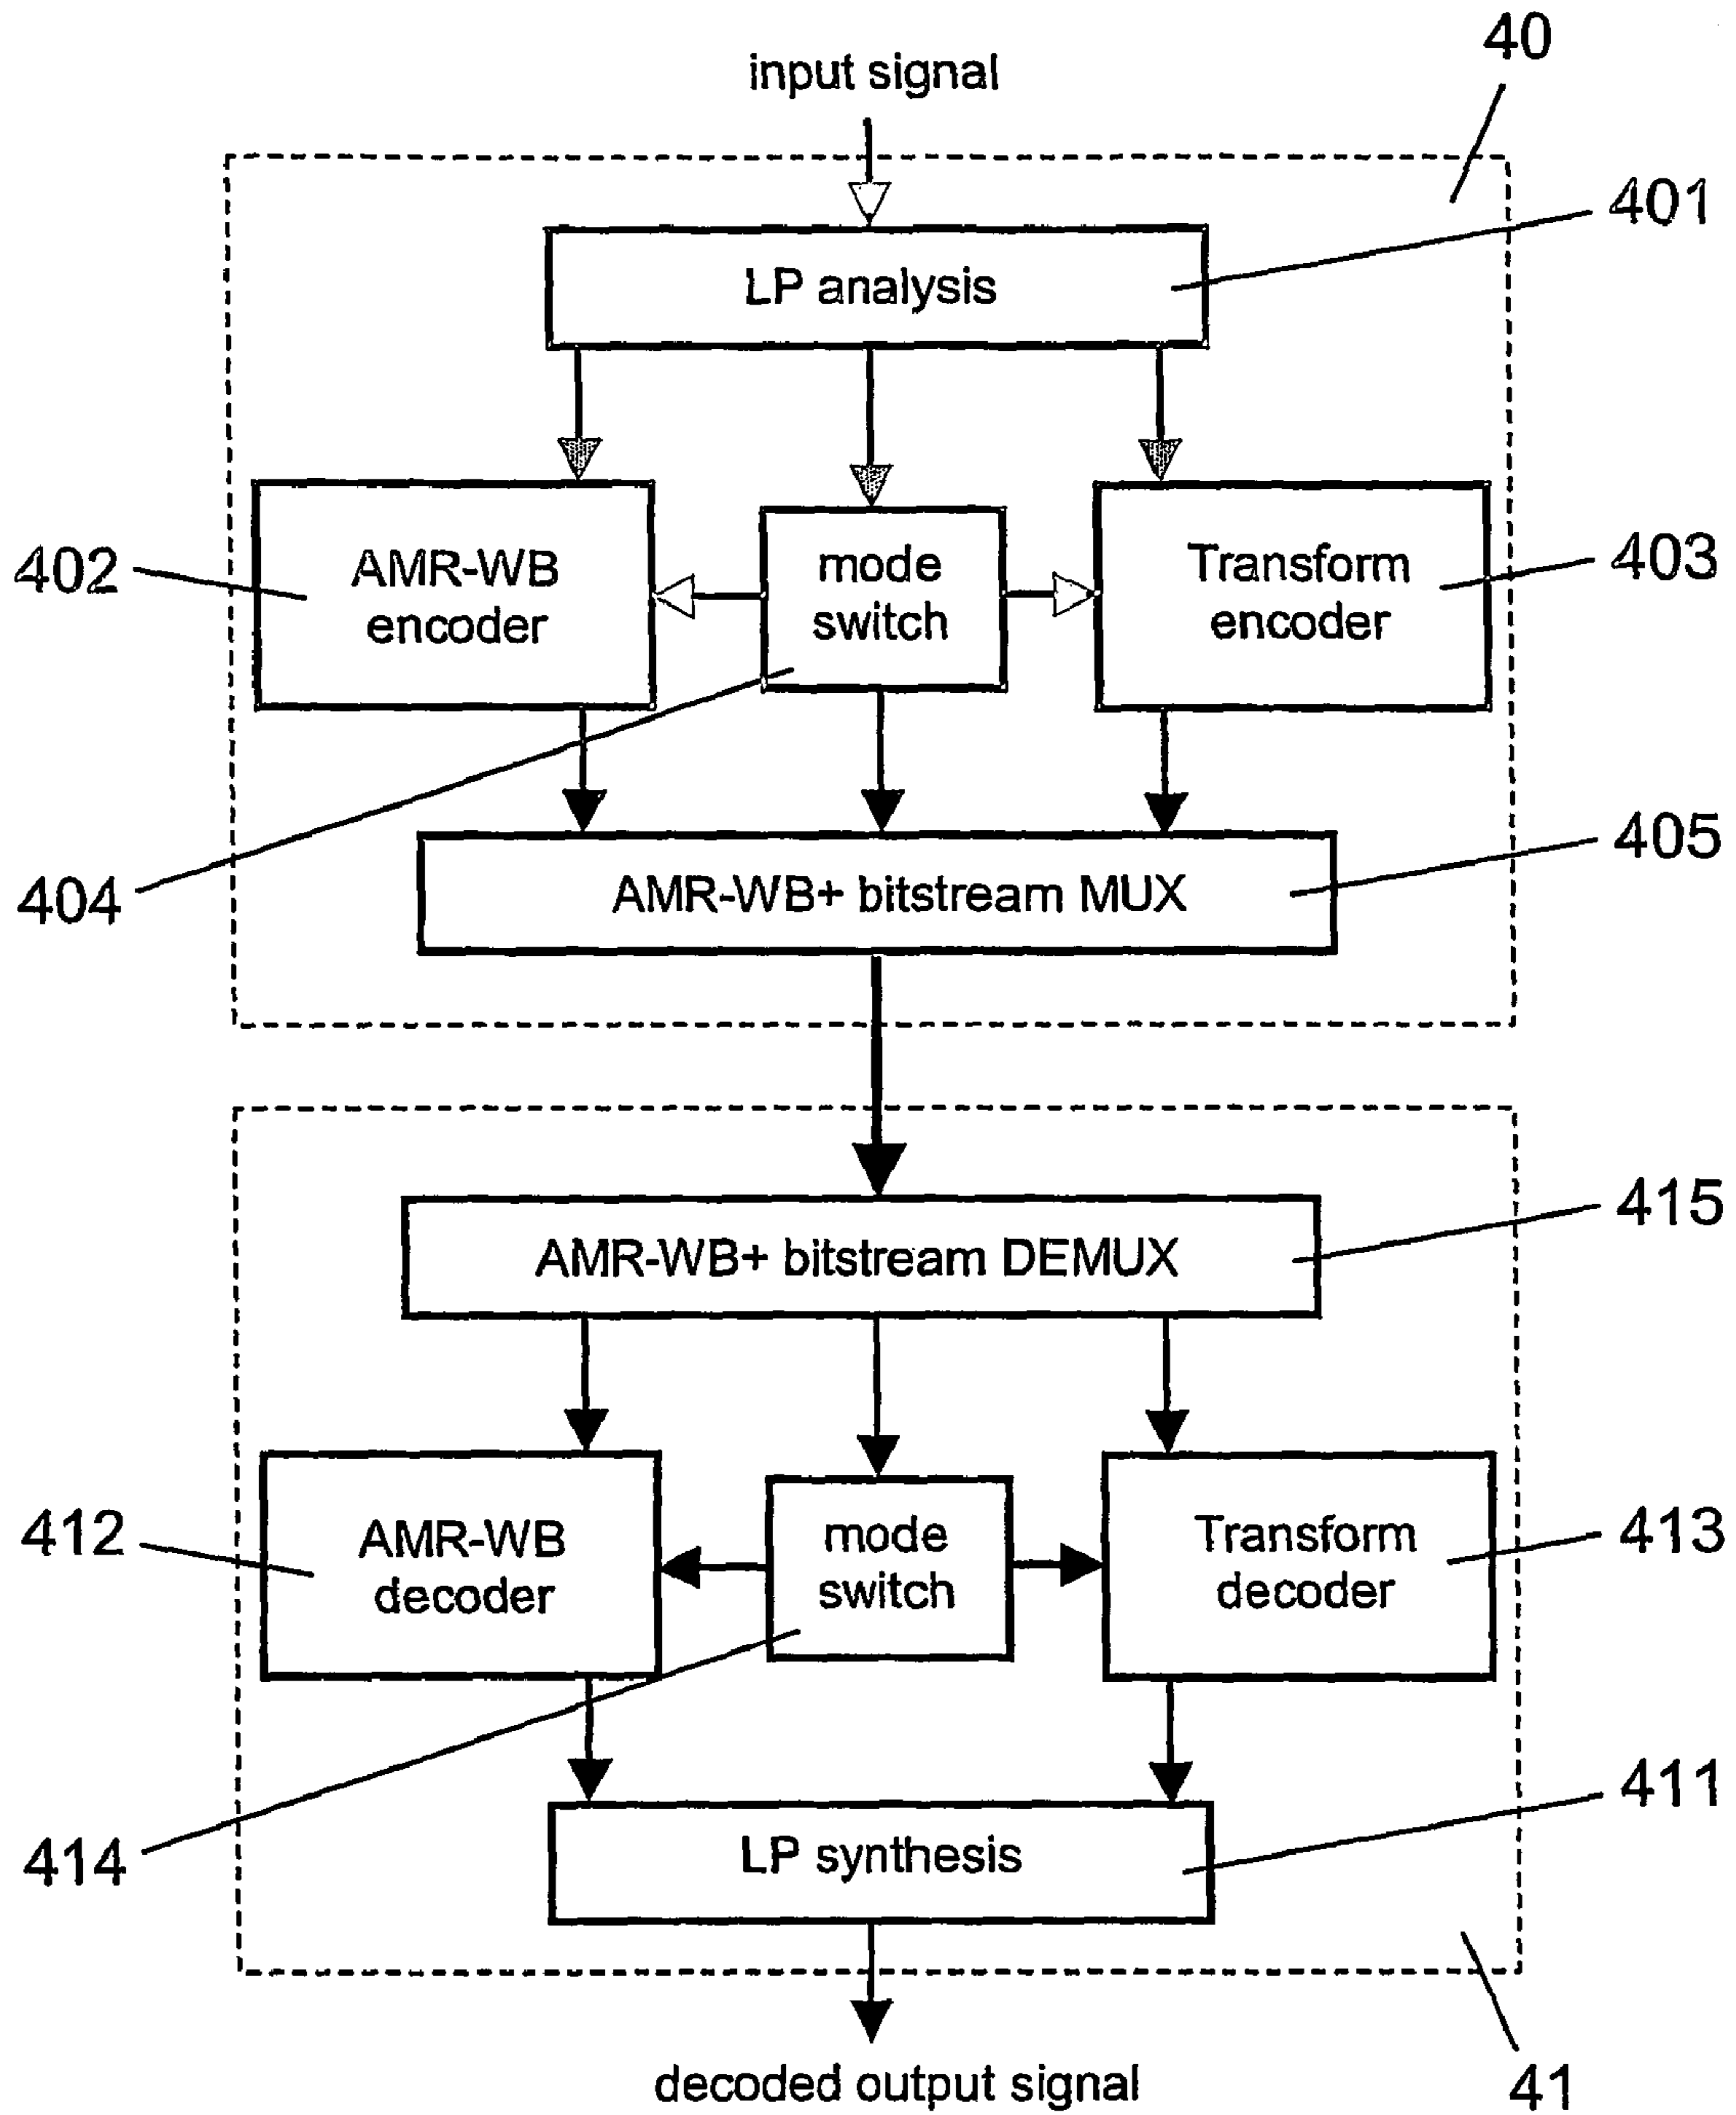 40
input signal
401
LP analysis
402
AMR-WB
encoder
mode
switch
Transform
encoder
403
404
405
AMR-WB+ bitstream MUX
415
AMR-WB+ bitstream DEMUX
412
AMR-WB
decoder
mode
switch
Transform
decoder
413
414
411
LP synthesis
decoded output signal
41